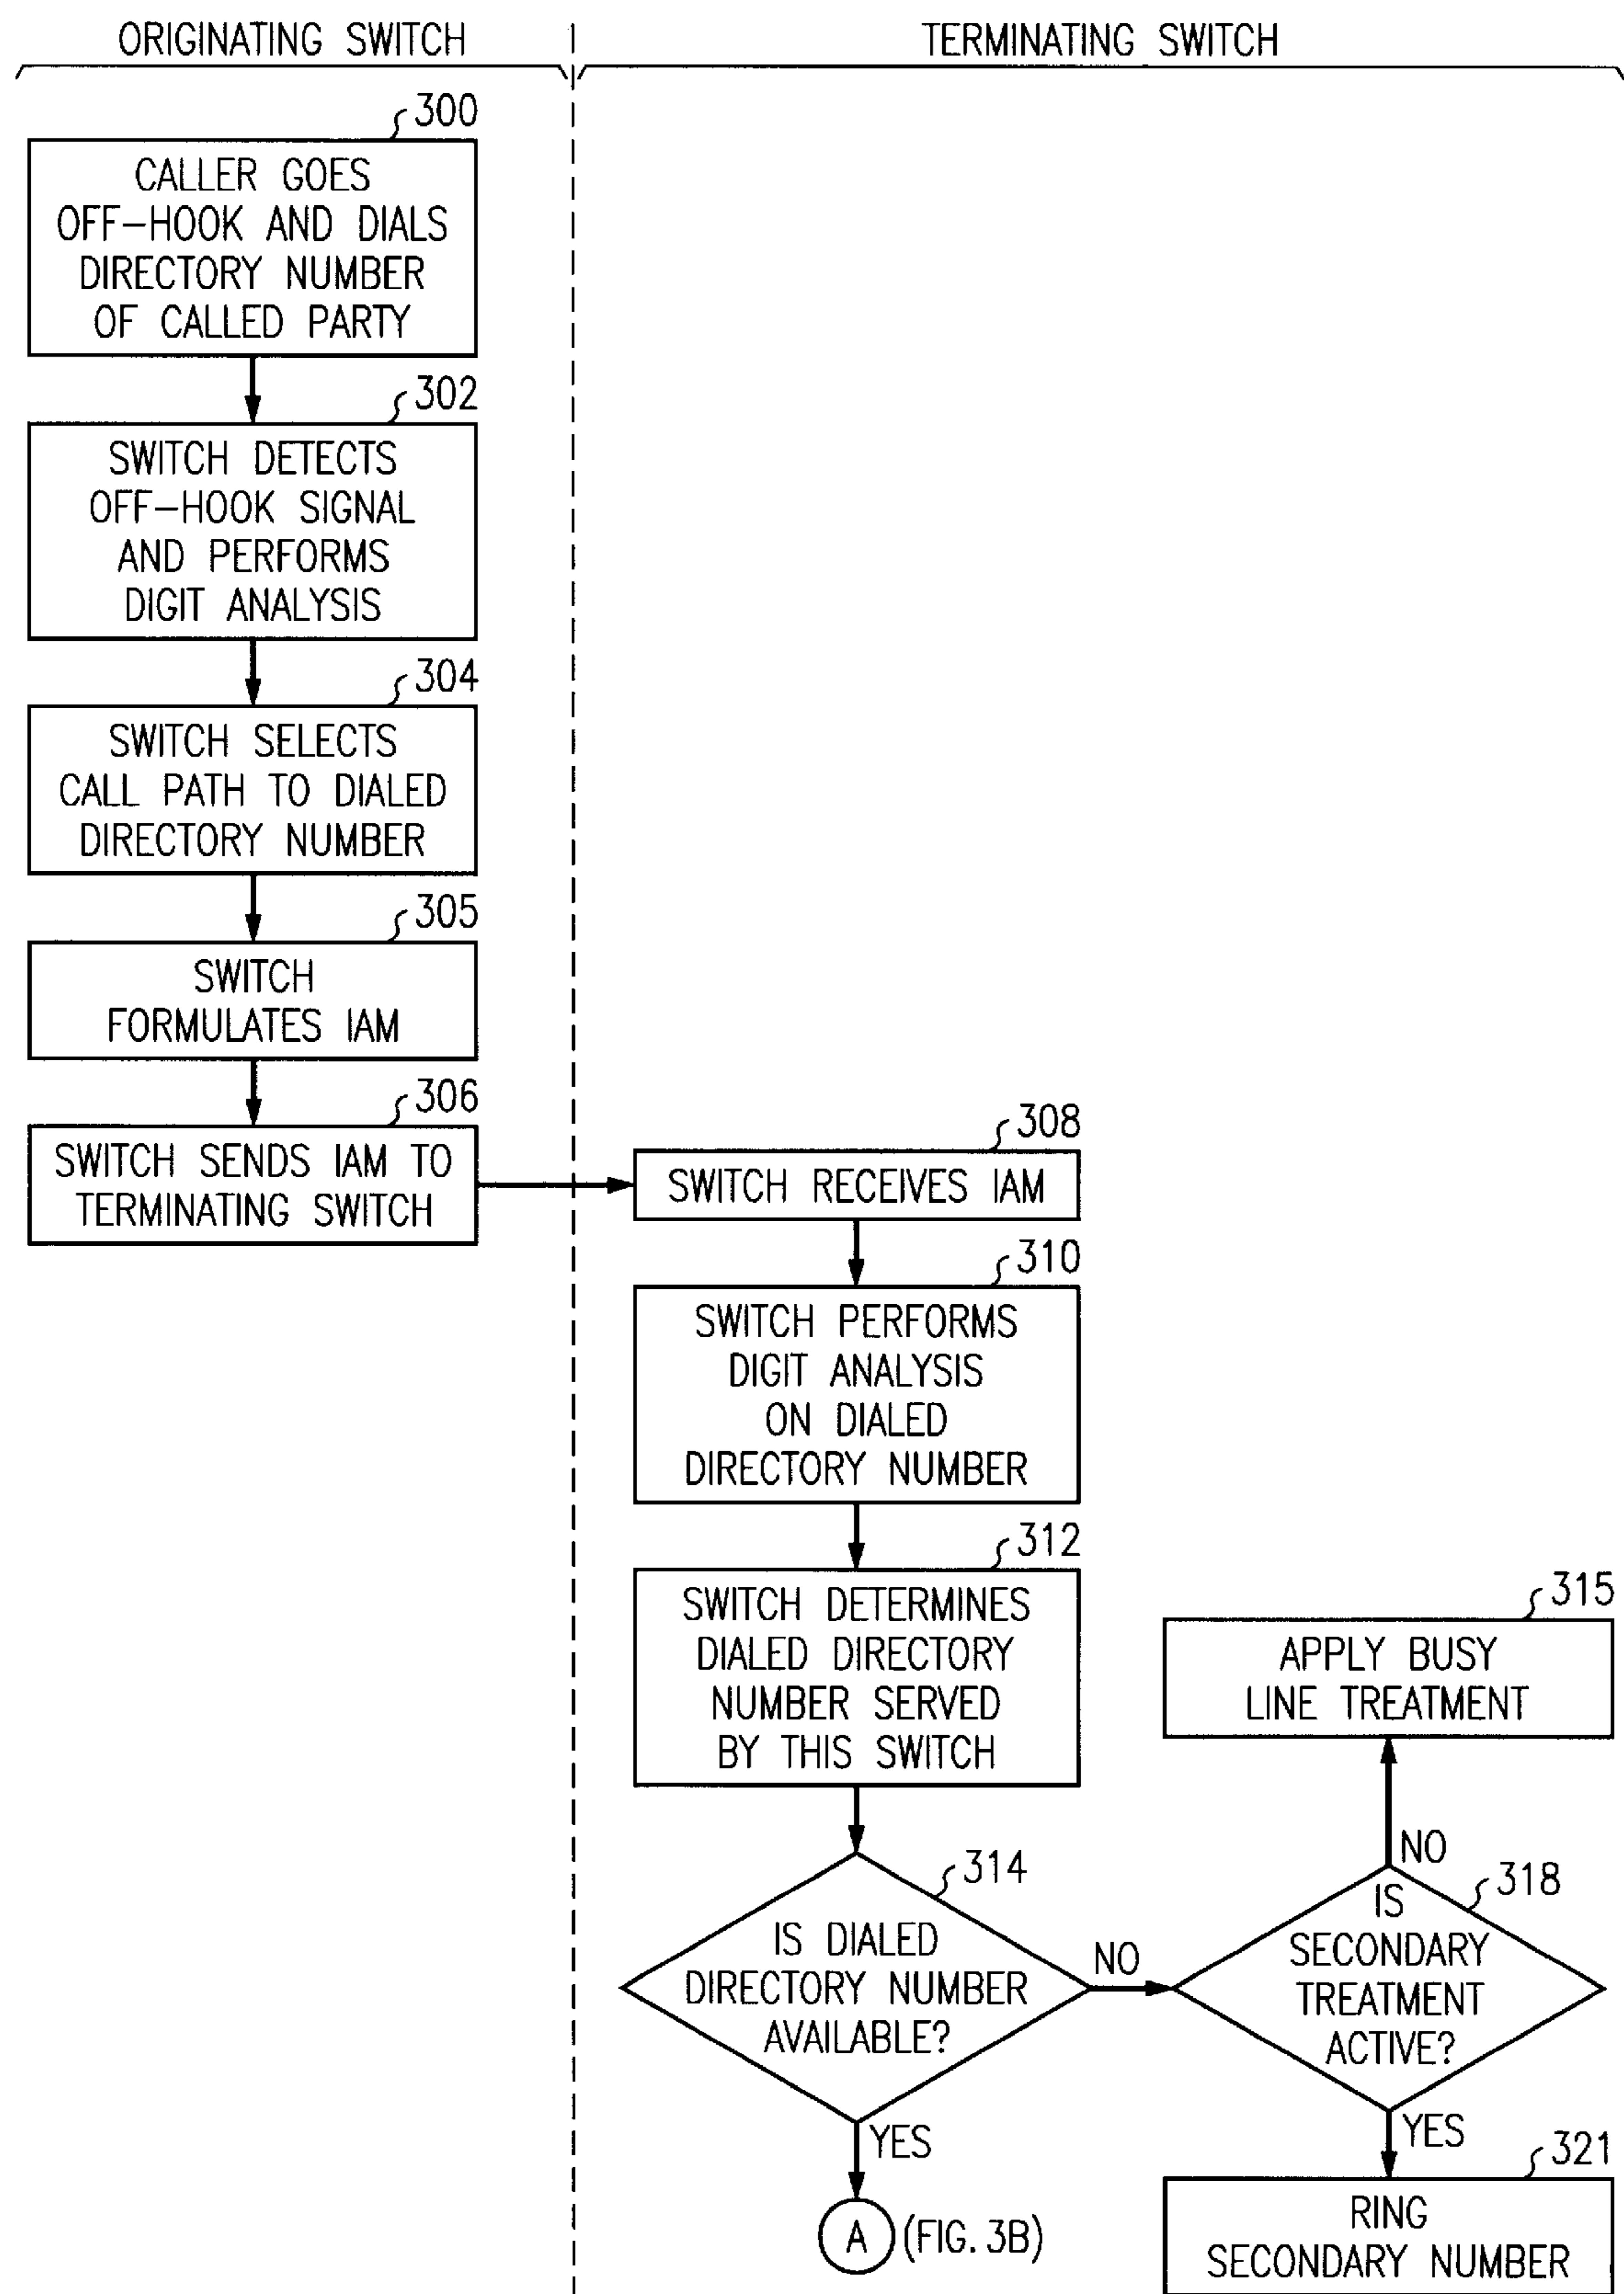 ORIGINATING SWITCH
TERMINATING SWITCH
300
CALLER GOES
OFF-HOOK AND DIALS
DIRECTORY NUMBER
OF CALLED PARTY
302
SWITCH DETECTS
OFF-HOOK SIGNAL
AND PERFORMS
DIGIT ANALYSIS
304
SWITCH SELECTS
CALL PATH TO DIALED
DIRECTORY NUMBER
305
SWITCH
FORMULATES IAM
306
SWITCH SENDS IAM TO
TERMINATING SWITCH
308
SWITCH RECEIVES IAM
310
SWITCH PERFORMS
DIGIT ANALYSIS
ON DIALED
DIRECTORY NUMBER
312
SWITCH DETERMINES
DIALED DIRECTORY
NUMBER SERVED
BY THIS SWITCH
314
IS DIALED
DIRECTORY NUMBER
AVAILABLE?
NO
YES
A (FIG. 3B)
315
APPLY BUSY
LINE TREATMENT
NO
318
IS
SECONDARY
TREATMENT
ACTIVE?
YES
321
RING
SECONDARY NUMBER